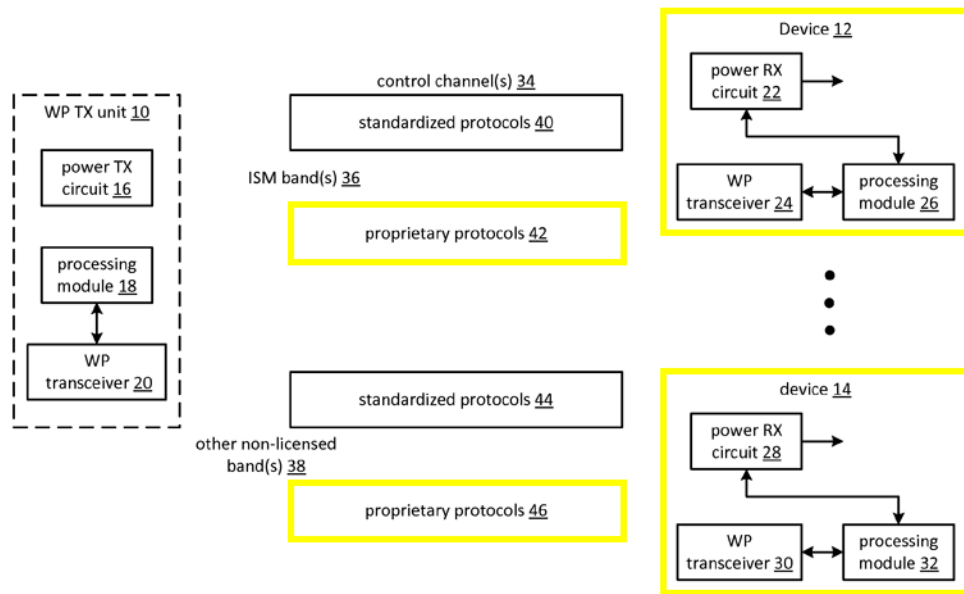 WP TX unit 10
power TX
circuit 16
processing
module 18
WP
transceiver 20
control channel(s) 34
standardized protocols 40
ISM band(s) 36
proprietary protocols 42
standardized protocols 44
other non-licensed
band(s) 38
proprietary protocols 46
Device 12
power RX
circuit 22
WP
transceiver 24
processing
module 26
device 14
power RX
circuit 28
WP
transceiver 30
processing
module 32